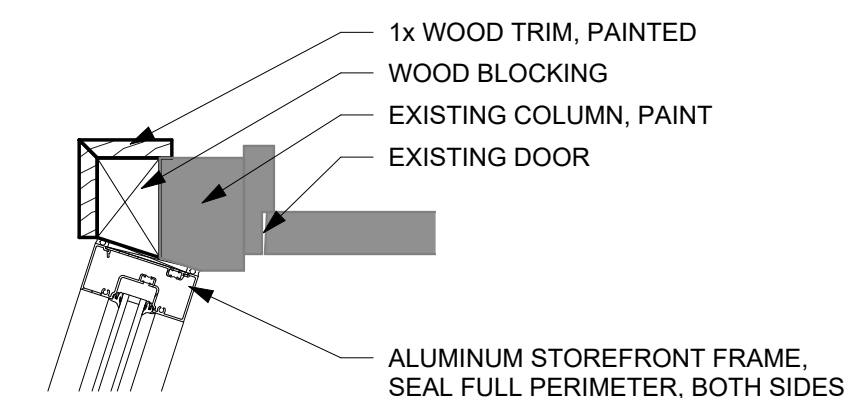 1x WOOD TRIM, PAINTED
WOOD BLOCKING
EXISTING COLUMN, PAINT
EXISTING DOOR
ALUMINUM STOREFRONT FRAME,
SEAL FULL PERIMETER, BOTH SIDES